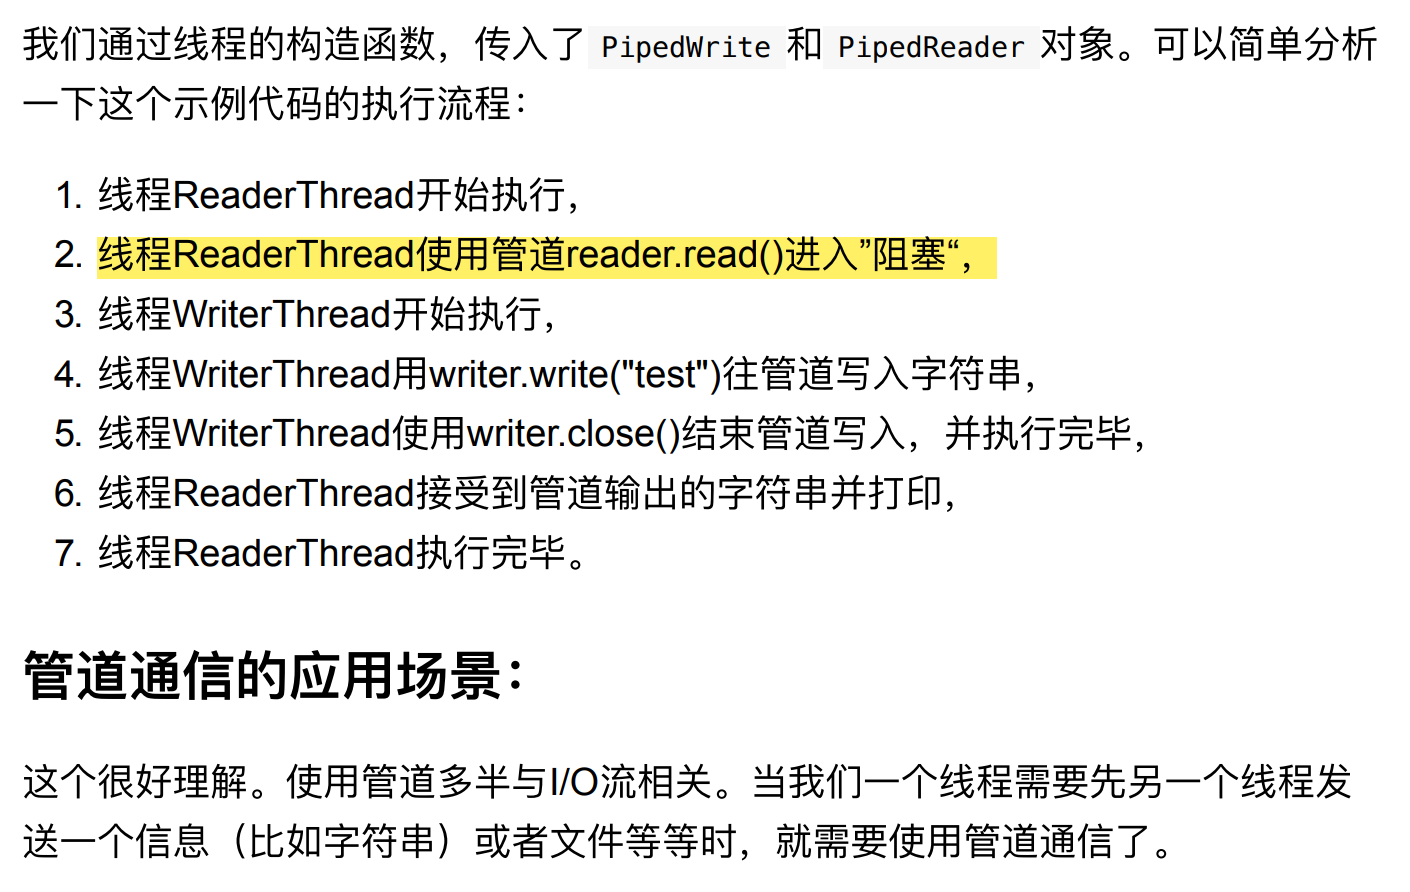 我们通过线程的构造函数，传入了 PipedWrite 和 PipedReader 对象。可以简单分析
一下这个示例代码的执行流程：
1. 线程ReaderThread开始执行，
2. 线程ReaderThread使用管道reader.read()进入”阻塞“，
3. 线程WriterThread开始执行，
4. 线程WriterThread用writer.write("test")往管道写入字符串，
5. 线程WriterThread使用writer.close()结束管道写入，并执行完毕，
6. 线程ReaderThread接受到管道输出的字符串并打印，
7. 线程ReaderThread执行完毕。
管道通信的应用场景：
这个很好理解。使用管道多半与I/O流相关。当我们一个线程需要先另一个线程发
送一个信息（比如字符串）或者文件等等时，就需要使用管道通信了。